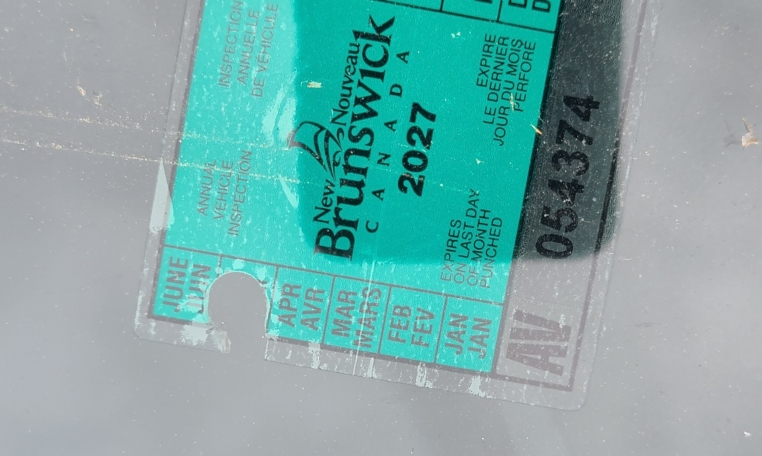 INSPECTION
ANNUELLE
DE VÉHICULE
ANNUAL
VEHICLE
INSPECTION
New Nouveau
Brunswick
CANADA
2027
EXPIRE
LE DERNIER
JOUR DU MOIS
PERFORÉ
EXPIRES
ON LAST DAY
OF MONTH
PUNCHED
054374
AV
JUNE
JUIN
APR
AVR
MAR
MARS
FEB
FEV
JAN
JAN